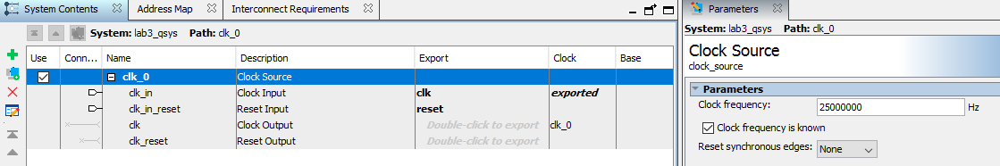 System Contents Address Map Interconnect Requirements Parameters
System: lab3_qsys Path: clk_0
System: lab3_qsys Path: clk_0
Clock Source
clock_source
Use Conn... Name Description Export Clock Base
clk_0 Clock Source
clk_in Clock Input clk exported
clk_in_reset Reset Input reset
clk Clock Output Double-click to export clk_0
clk_reset Reset Output Double-click to export
Parameters
Clock frequency: 25000000 Hz
Clock frequency is known
Reset synchronous edges: None